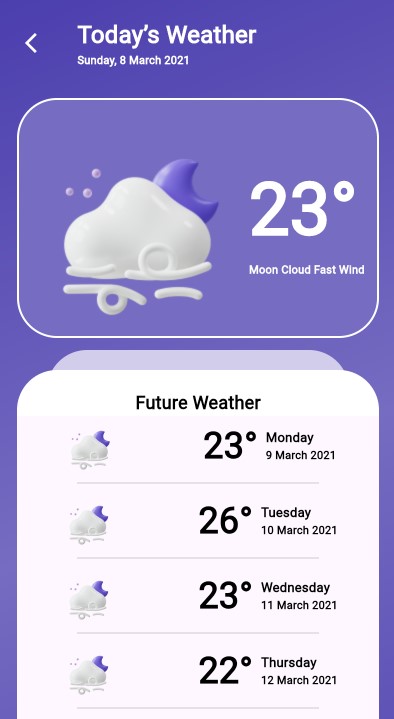 Today’s Weather
Sunday, 8 March 2021
23°
Moon Cloud Fast Wind
Future Weather
23° Monday
9 March 2021
26° Tuesday
10 March 2021
23° Wednesday
11 March 2021
22° Thursday
12 March 2021